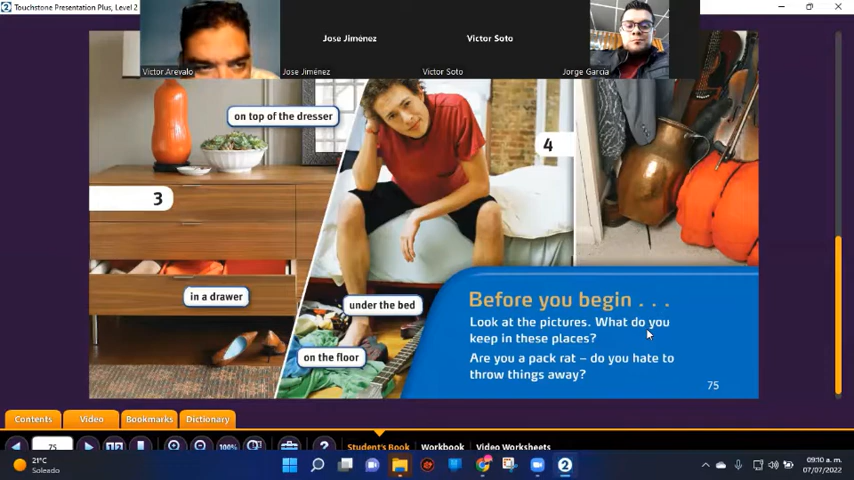 Touchstone Presentation Plus, Level 2
Victor Arevalo
Jose Jiménez
Jose Jiménez
Victor Soto
Victor Soto
Jorge Garcia
on top of the dresser
3
in a drawer
4
under the bed
on the floor
Before you begin . . .
Look at the pictures. What do you
keep in these places?
Are you a pack rat – do you hate to
throw things away?
75
Contents
Video
Bookmarks
Dictionary
75
100%
Student's Book
Workbook
Video Worksheets
21°C
Soleado
2
09:10 a. m.
07/07/2022